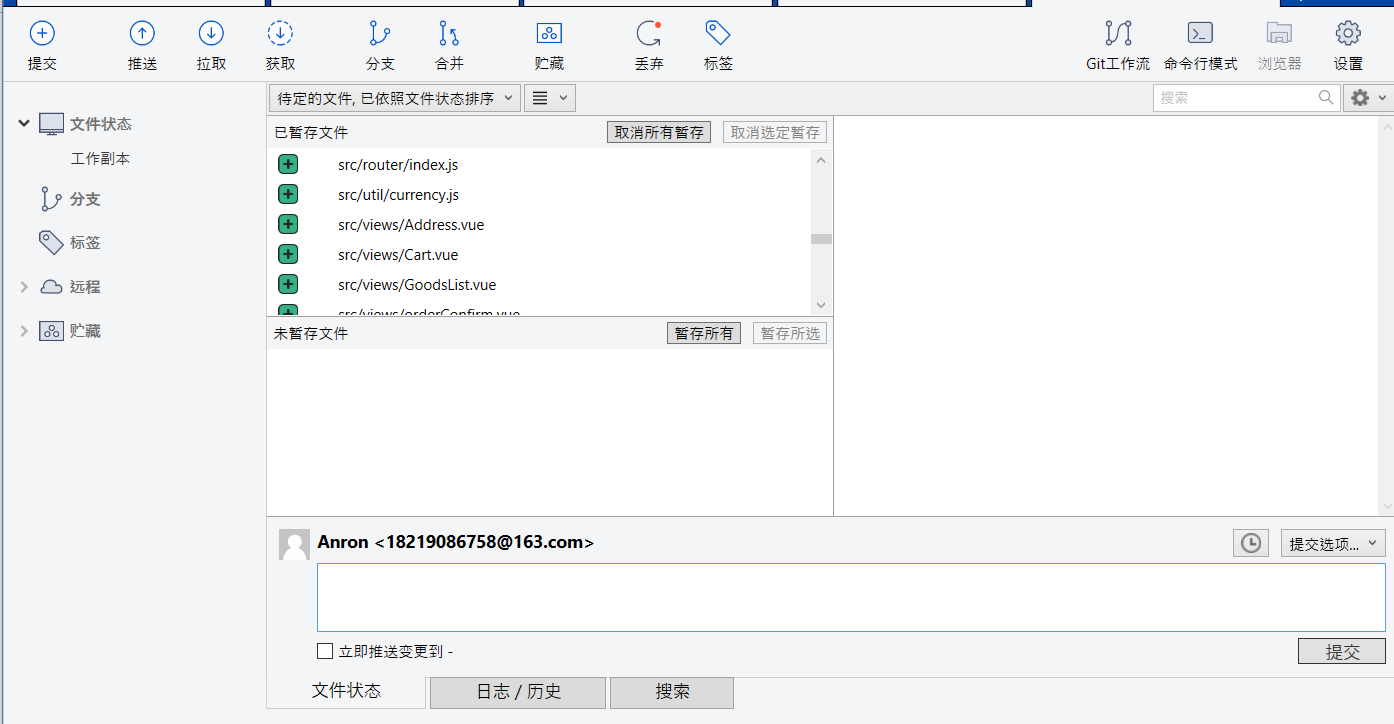 提交
推送
拉取
获取
分支
合并
贮藏
丢弃
标签
Git工作流
命令行模式
浏览器
设置
文件状态
工作副本
分支
标签
远程
贮藏
待定的文件, 已依照文件状态排序
搜索
已暂存文件
取消所有暂存
取消选定暂存
src/router/index.js
src/util/currency.js
src/views/Address.vue
src/views/Cart.vue
src/views/GoodsList.vue
src/views/orderConfirm.vue
未暂存文件
暂存所有
暂存所选
Anron <18219086758@163.com>
提交选项...
立即推送变更到 -
提交
文件状态
日志 / 历史
搜索